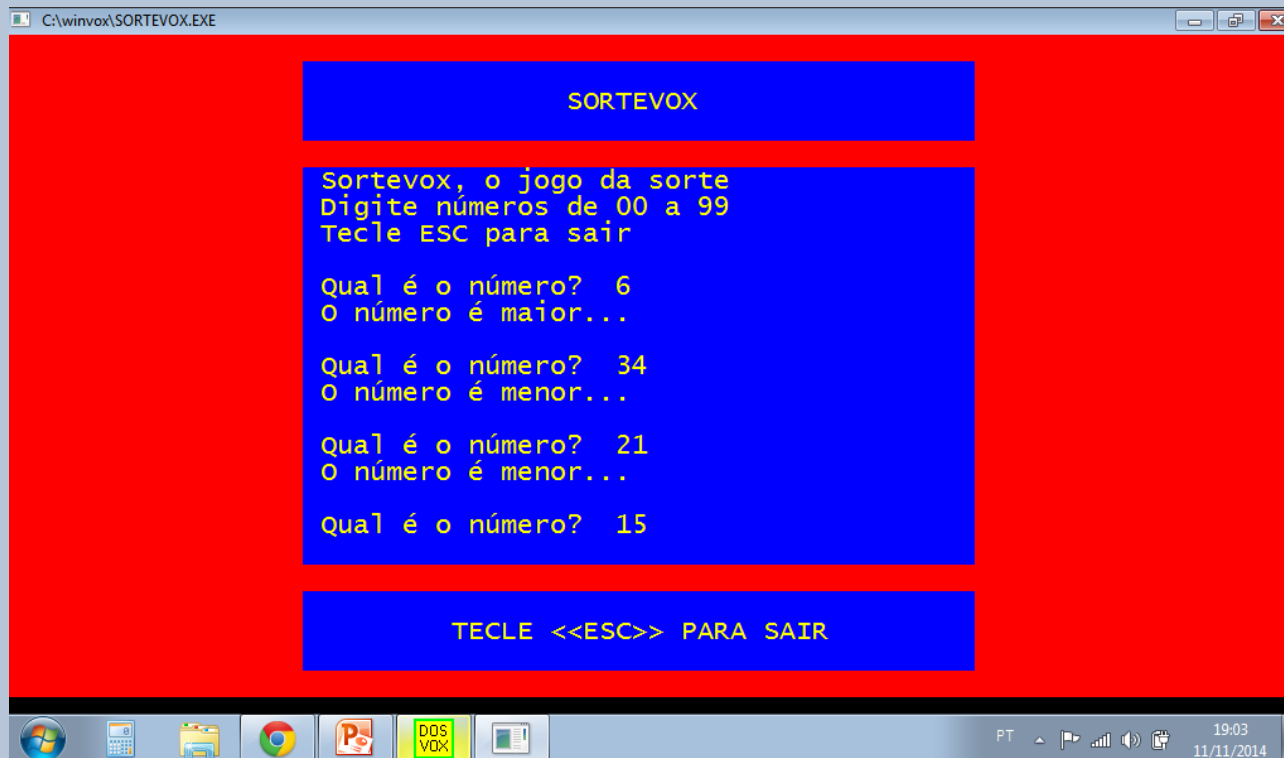 C:\winvox\SORTEVOX.EXE
SORTEVOX
Sortevox, o jogo da sorte
Digite números de 00 a 99
Tecle ESC para sair
Qual é o número?  6
O número é maior...
Qual é o número?  34
O número é menor...
Qual é o número?  21
O número é menor...
Qual é o número?  15
TECLE <<ESC>> PARA SAIR
DOS
VOX
PT
19:03
11/11/2014